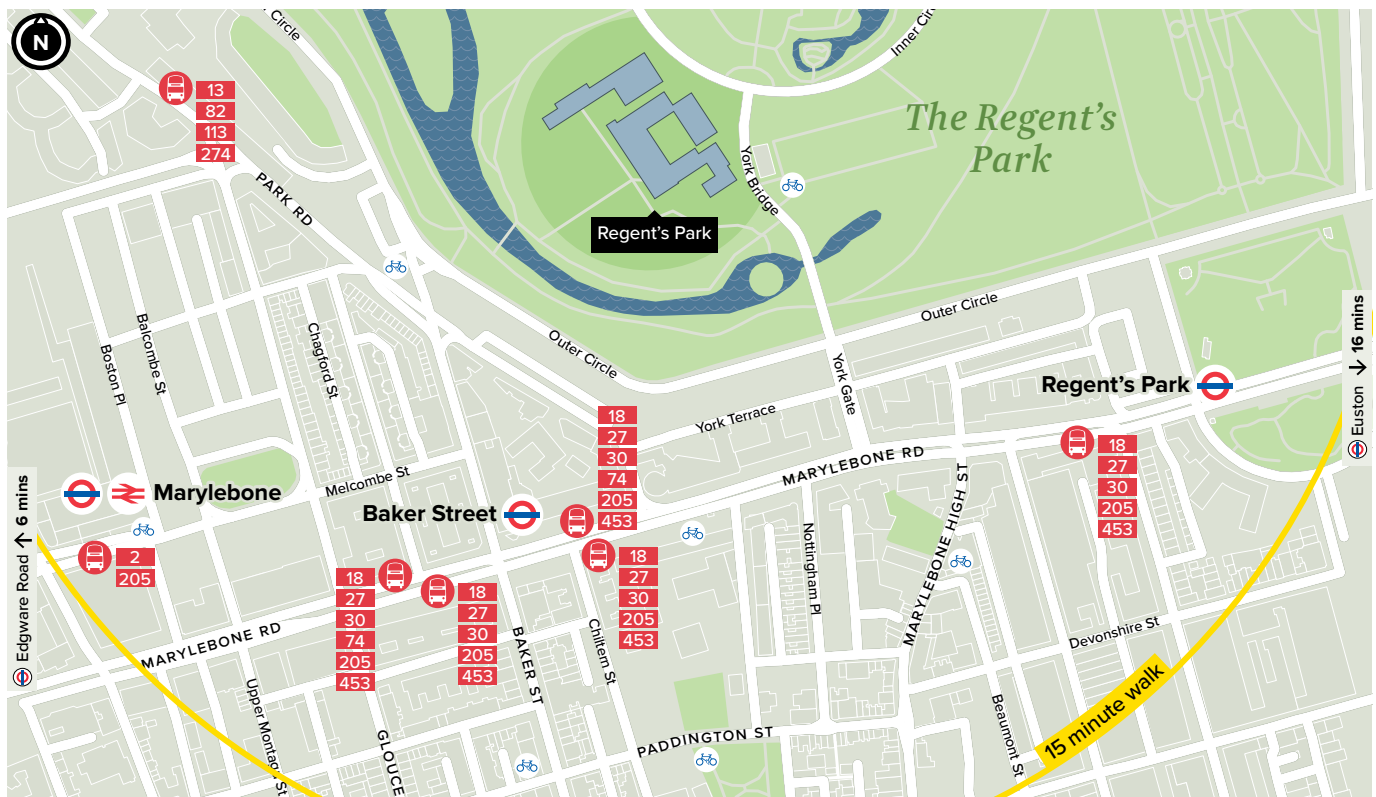 N
Circle
Inner Cir
13
82
113
274
The Regent's
Park
York Bridge
PARK RD
Regent's Park
Outer Circle
Outer Circle
Balcombe St
Boston Pl
Chagford St
York Gate
York Terrace
Regent's Park
Euston → 16 mins
18
27
30
74
205
453
MARYLEBONE RD
18
27
30
205
453
Marylebone
Melcombe St
Baker Street
MARYLEBONE HIGH ST
Nottingham Pl
Edgware Road → 6 mins
2
205
18
27
30
74
205
453
18
27
30
205
453
18
27
30
205
453
MARYLEBONE RD
BAKER ST
Chiltern St
Devonshire St
Upper Montag
St
GLOUCE
PADDINGTON ST
Beaumont St
15 minute walk